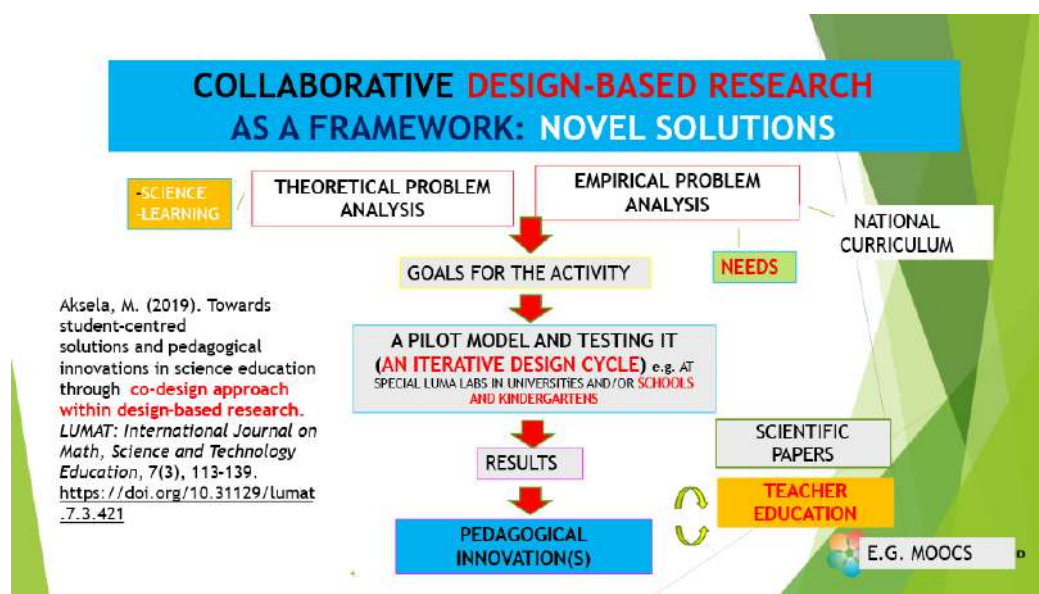 COLLABORATIVE DESIGN-BASED RESEARCH
AS A FRAMEWORK: NOVEL SOLUTIONS
-SCIENCE
-LEARNING
THEORETICAL PROBLEM
ANALYSIS
EMPIRICAL PROBLEM
ANALYSIS
NATIONAL
CURRICULUM
GOALS FOR THE ACTIVITY
NEEDS
Aksela, M. (2019). Towards
student-centred
solutions and pedagogical
innovations in science education
through co-design approach
within design-based research.
LUMAT: International Journal on
Math, Science and Technology
Education, 7(3), 113-139.
https://doi.org/10.31129/lumat
.7.3.421
A PILOT MODEL AND TESTING IT
(AN ITERATIVE DESIGN CYCLE) e.g. AT
SPECIAL LUMA LABS IN UNIVERSITIES AND/OR SCHOOLS
AND KINDERGARTENS
RESULTS
SCIENTIFIC
PAPERS
TEACHER
EDUCATION
PEDAGOGICAL
INNOVATION(S)
E.G. MOOCS